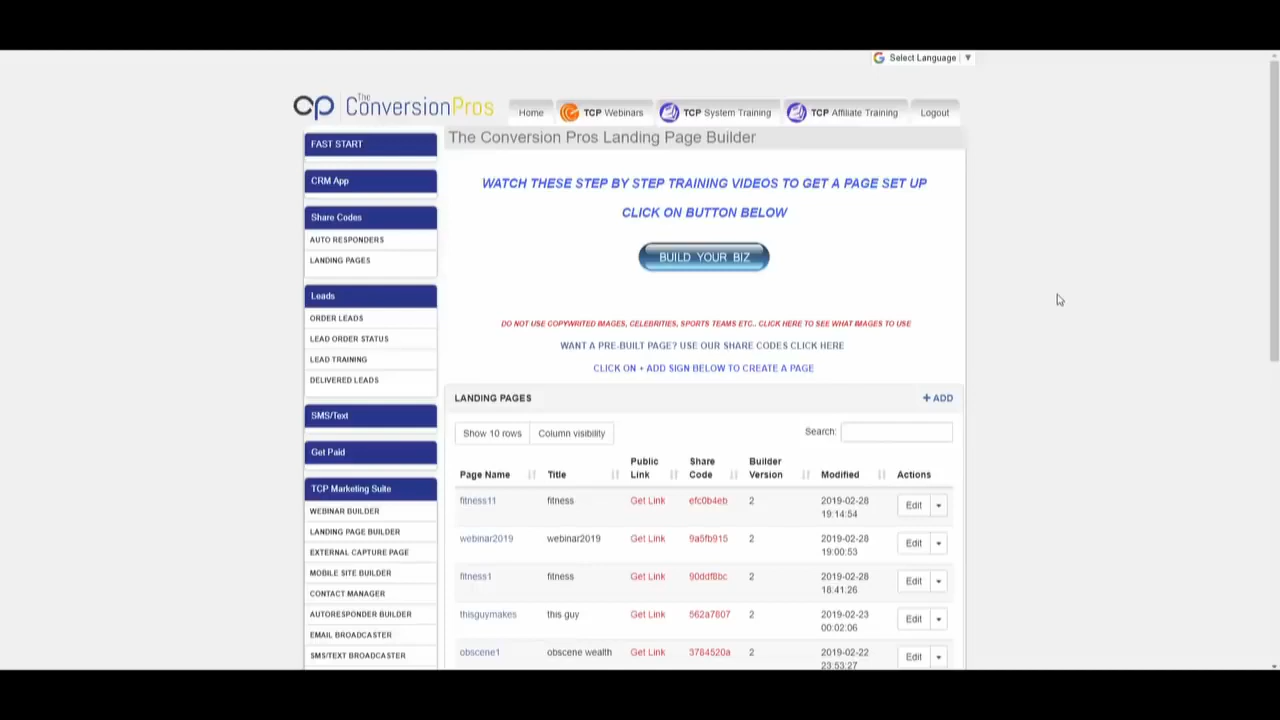 Select Language ▼
cp The ConversionPros
Home
TCP Webinars
TCP System Training
TCP Affiliate Training
Logout
FAST START
CRM App
Share Codes
AUTO RESPONDERS
LANDING PAGES
Leads
ORDER LEADS
LEAD ORDER STATUS
LEAD TRAINING
DELIVERED LEADS
SMS/Text
Get Paid
TCP Marketing Suite
WEBINAR BUILDER
LANDING PAGE BUILDER
EXTERNAL CAPTURE PAGE
MOBILE SITE BUILDER
CONTACT MANAGER
AUTORESPONDER BUILDER
EMAIL BROADCASTER
SMS/TEXT BROADCASTER
The Conversion Pros Landing Page Builder
WATCH THESE STEP BY STEP TRAINING VIDEOS TO GET A PAGE SET UP
CLICK ON BUTTON BELOW
BUILD YOUR BIZ
DO NOT USE COPYWRITED IMAGES, CELEBRITIES, SPORTS TEAMS ETC.. CLICK HERE TO SEE WHAT IMAGES TO USE
WANT A PRE-BUILT PAGE? USE OUR SHARE CODES CLICK HERE
CLICK ON + ADD SIGN BELOW TO CREATE A PAGE
LANDING PAGES
+ ADD
Show 10 rows
Column visibility
Search:
Page Name
Title
Public
Link
Share
Code
Builder
Version
Modified
Actions
fitness11 fitness Get Link efc0b4eb 2 2019-02-28
19:14:54
Edit
webinar2019 webinar2019 Get Link 9a5fb915 2 2019-02-28
19:00:53
Edit
fitness1 fitness Get Link 90ddf8bc 2 2019-02-28
18:41:26
Edit
thisguymakes this guy Get Link 562a7607 2 2019-02-23
00:02:06
Edit
obscene1 obscene wealth Get Link 3784520a 2 2019-02-22
23:53:27
Edit